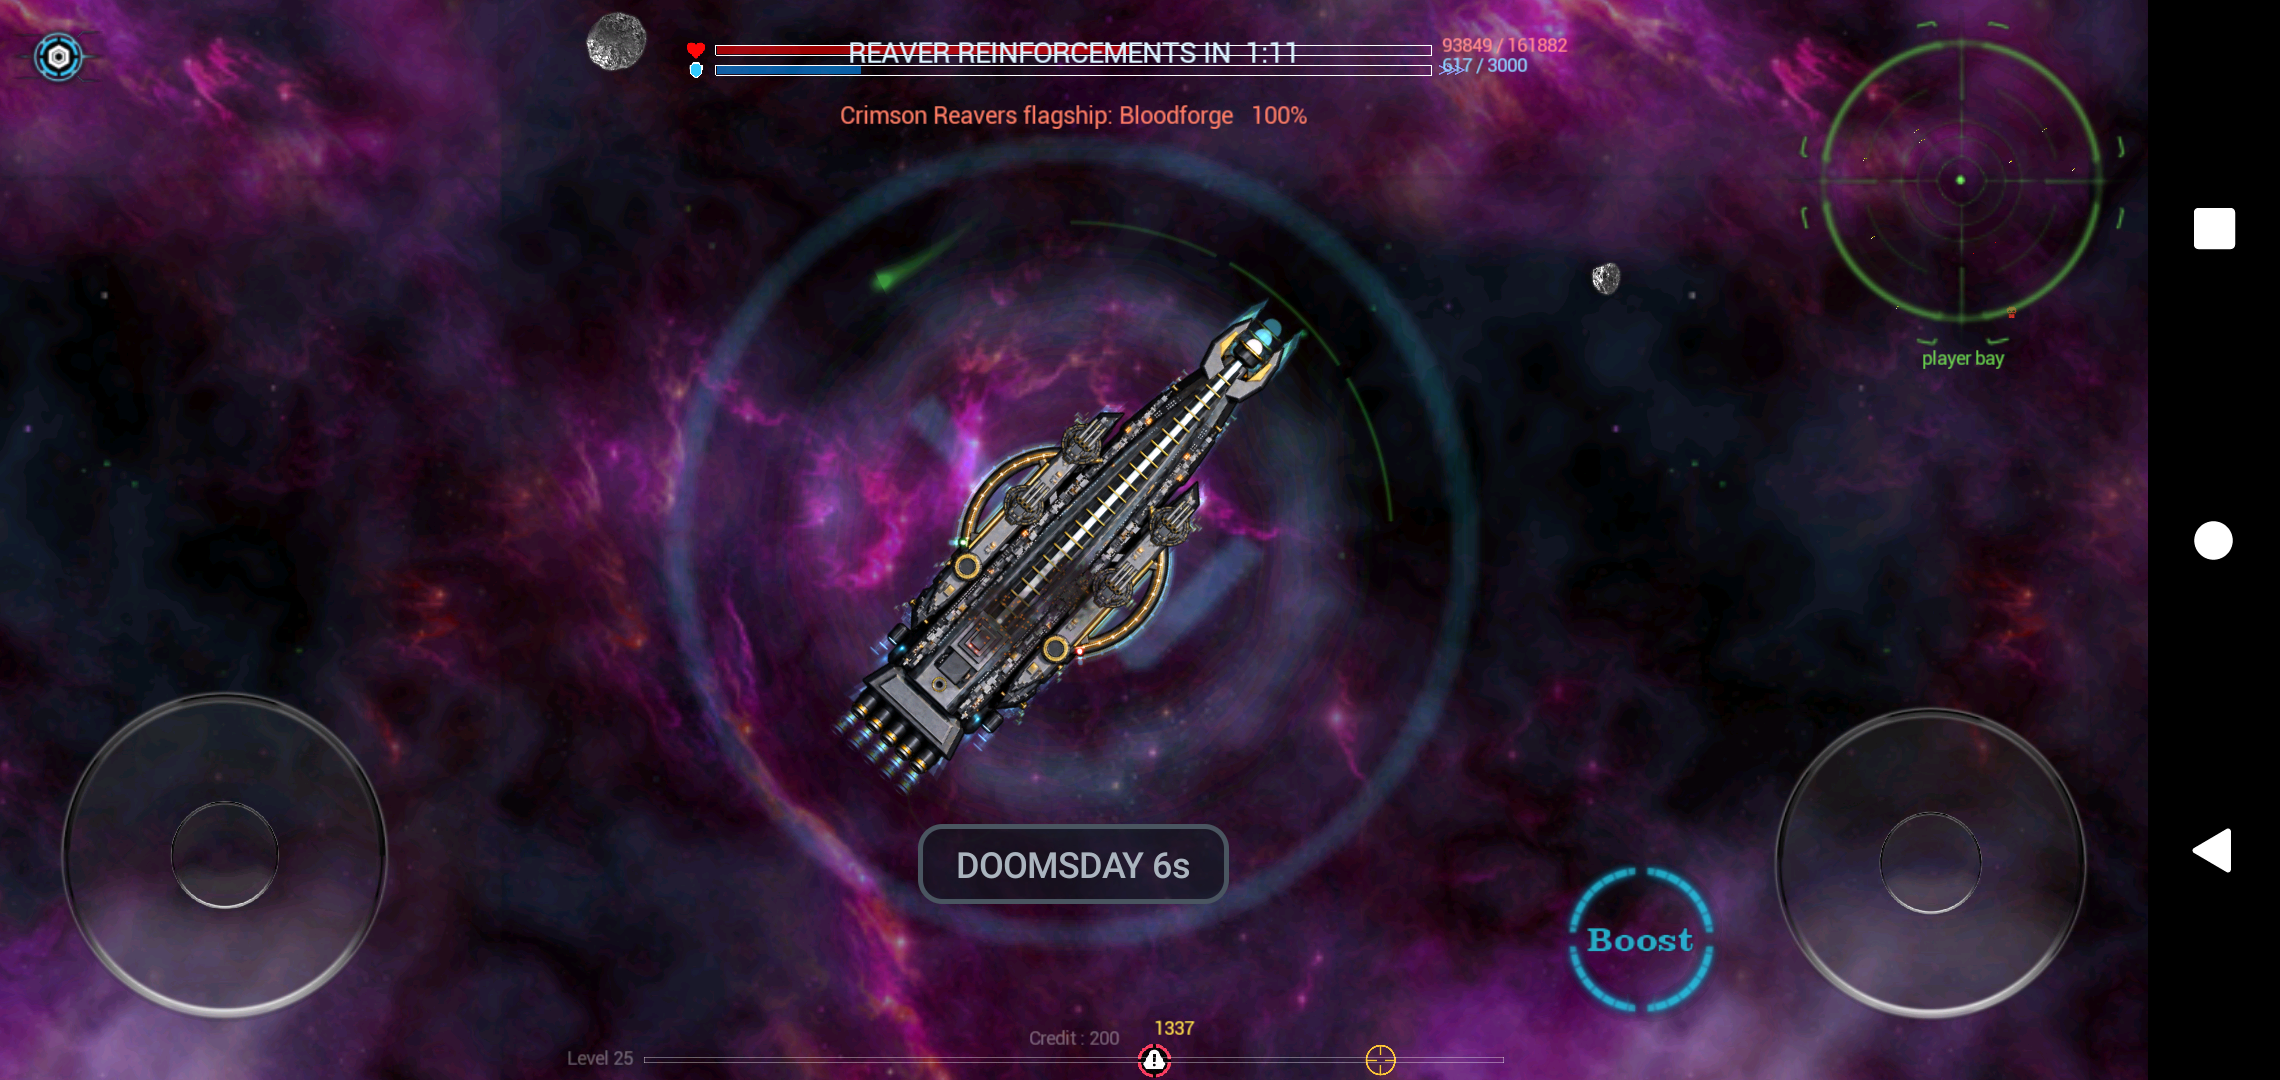 REAVER REINFORCEMENTS IN 1:11
93849 / 161882
617 / 3000
Crimson Reavers flagship: Bloodforge 100%
player bay
DOOMSDAY 6s
Boost
1337
Credit : 200
Level 25